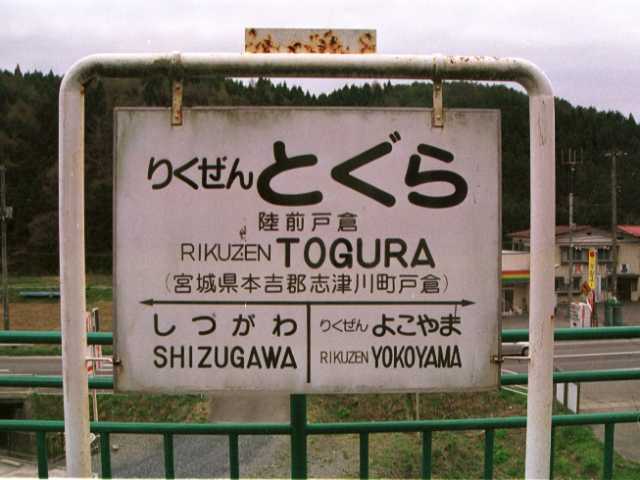 りくぜん とぐら
陸前戸倉
RIKUZEN TOGURA
(宮城県本吉郡志津川町戸倉)
しづがわ りくぜん よこやま
SHIZUGAWA RIKUZEN YOKOYAMA